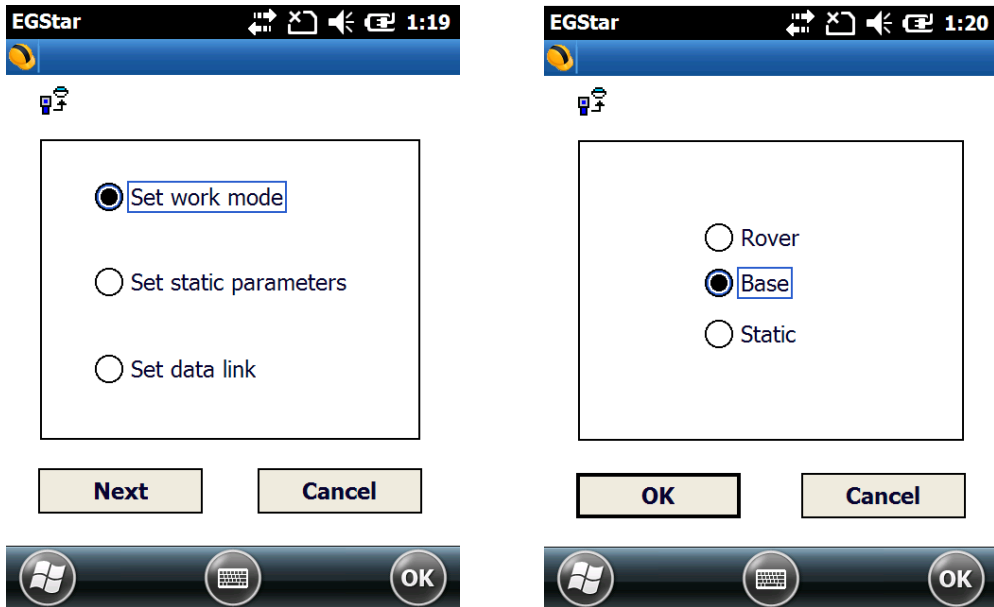 EGStar 1:19
Set work mode
Set static parameters
Set data link
Next Cancel
OK
EGStar 1:20
Rover
Base
Static
OK Cancel
OK